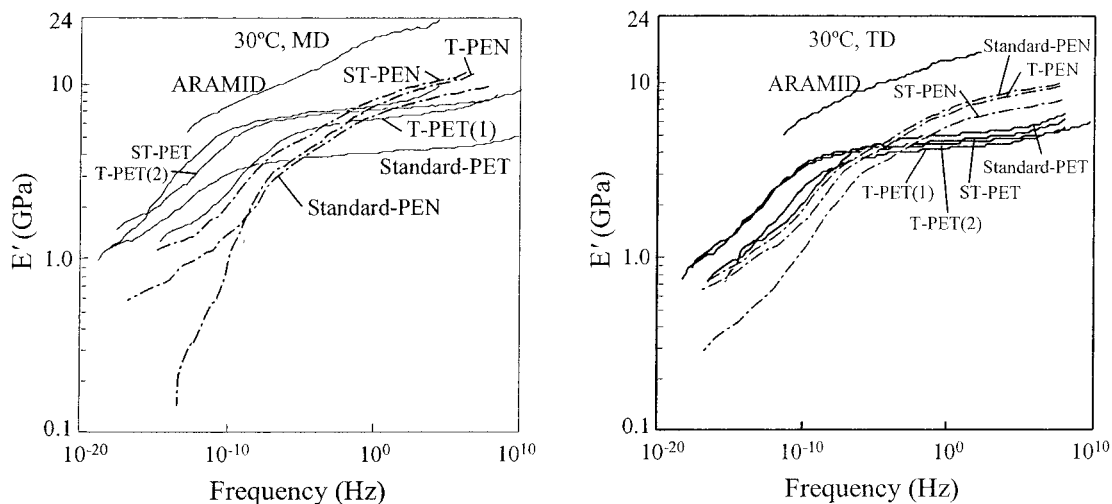 24
10
1.0
0.1
E′ (GPa)
30ºC, MD
ARAMID
T-PEN
ST-PEN
T-PET(1)
ST-PET
T-PET(2)
Standard-PET
Standard-PEN
10⁻²⁰
10⁻¹⁰
10⁰
10¹⁰
Frequency (Hz)
24
10
1.0
0.1
E′ (GPa)
30ºC, TD
ARAMID
Standard-PEN
T-PEN
ST-PEN
Standard-PET
T-PET(1)
ST-PET
T-PET(2)
10⁻²⁰
10⁻¹⁰
10⁰
10¹⁰
Frequency (Hz)